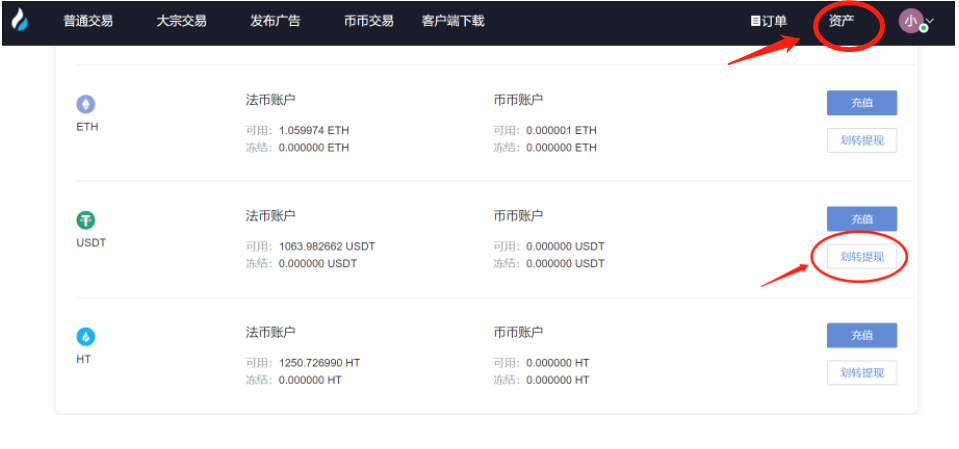 普通交易 大宗交易 发布广告 币币交易 客户端下载 订单 资产 小
法币账户 币币账户 充值
ETH 可用: 1.059974 ETH 可用: 0.000001 ETH 划转提现
冻结: 0.000000 ETH 冻结: 0.000000 ETH
法币账户 币币账户 充值
USDT 可用: 1063.982662 USDT 可用: 0.000000 USDT 划转提现
冻结: 0.000000 USDT 冻结: 0.000000 USDT
法币账户 币币账户 充值
HT 可用: 1250.726990 HT 可用: 0.000000 HT 划转提现
冻结: 0.000000 HT 冻结: 0.000000 HT